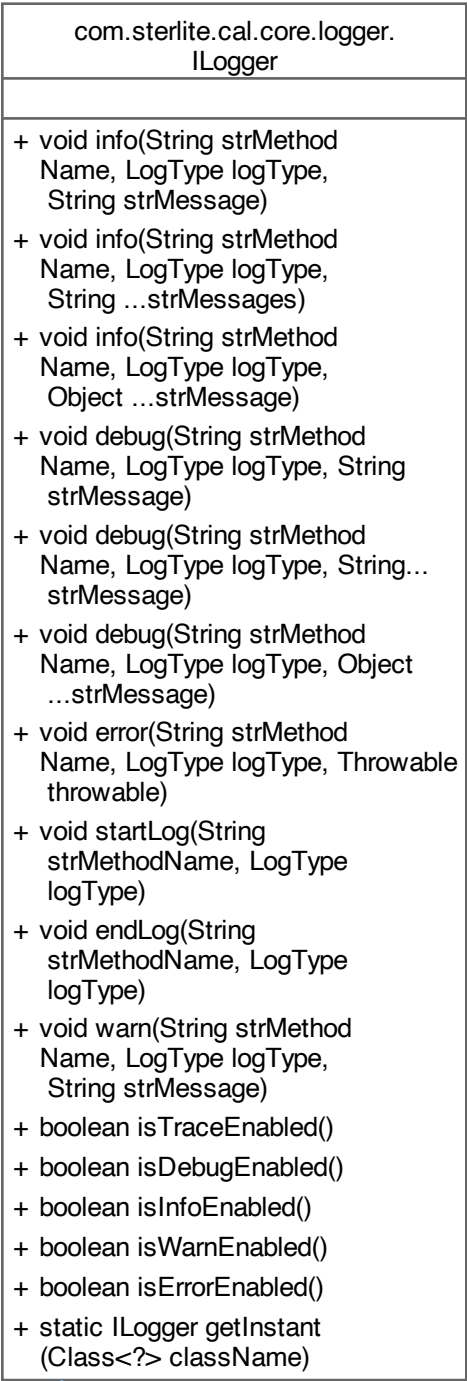 com.sterlite.cal.core.logger.
ILogger
+ void info(String strMethod
Name, LogType logType,
String strMessage)
+ void info(String strMethod
Name, LogType logType,
String ...strMessages)
+ void info(String strMethod
Name, LogType logType,
Object ...strMessage)
+ void debug(String strMethod
Name, LogType logType, String
strMessage)
+ void debug(String strMethod
Name, LogType logType, String...
strMessage)
+ void debug(String strMethod
Name, LogType logType, Object
...strMessage)
+ void error(String strMethod
Name, LogType logType, Throwable
throwable)
+ void startLog(String
strMethodName, LogType
logType)
+ void endLog(String
strMethodName, LogType
logType)
+ void warn(String strMethod
Name, LogType logType,
String strMessage)
+ boolean isTraceEnabled()
+ boolean isDebugEnabled()
+ boolean isInfoEnabled()
+ boolean isWarnEnabled()
+ boolean isErrorEnabled()
+ static ILogger getInstant
(Class<?> className)